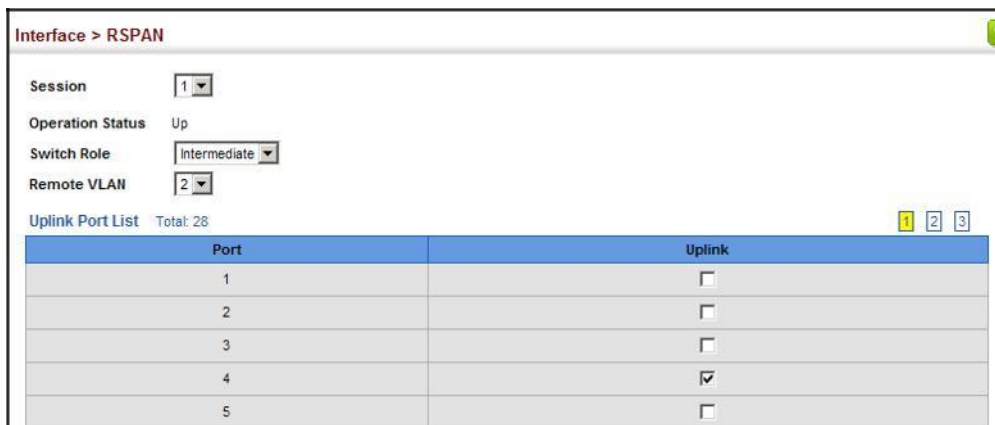 Interface > RSPAN
Session 1
Operation Status Up
Switch Role Intermediate
Remote VLAN 2
Uplink Port List Total: 28 1 2 3
Port Uplink
1
2
3
4
5